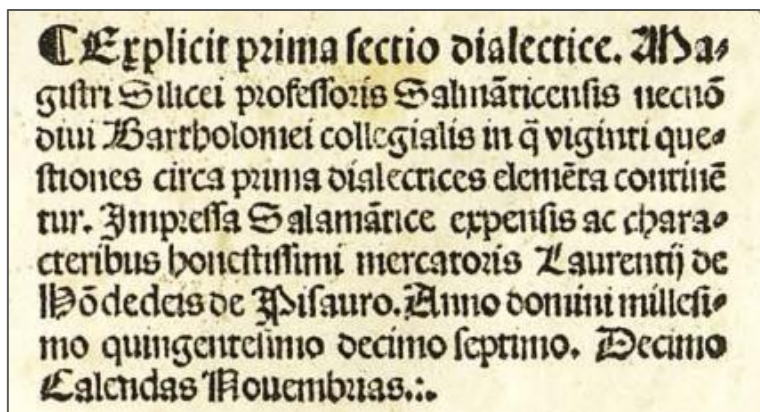 ¶ Explicit prima sectio dialectice. Ma⸗
gistri Silicei professoris Salmāticensis necnō
diui Bartholomei collegialis in q̄ viginti que⸗
stiones circa prima dialectices elemēta continē
tur. Impressa Salamātice expensis ac chara⸗
cteribus honestissimi mercatoris Laurentij de
Hōdedeis de Pisauro. Anno domini millesi⸗
mo quingentesimo decimo septimo. Decimo
Calendas Nouembrias.:.